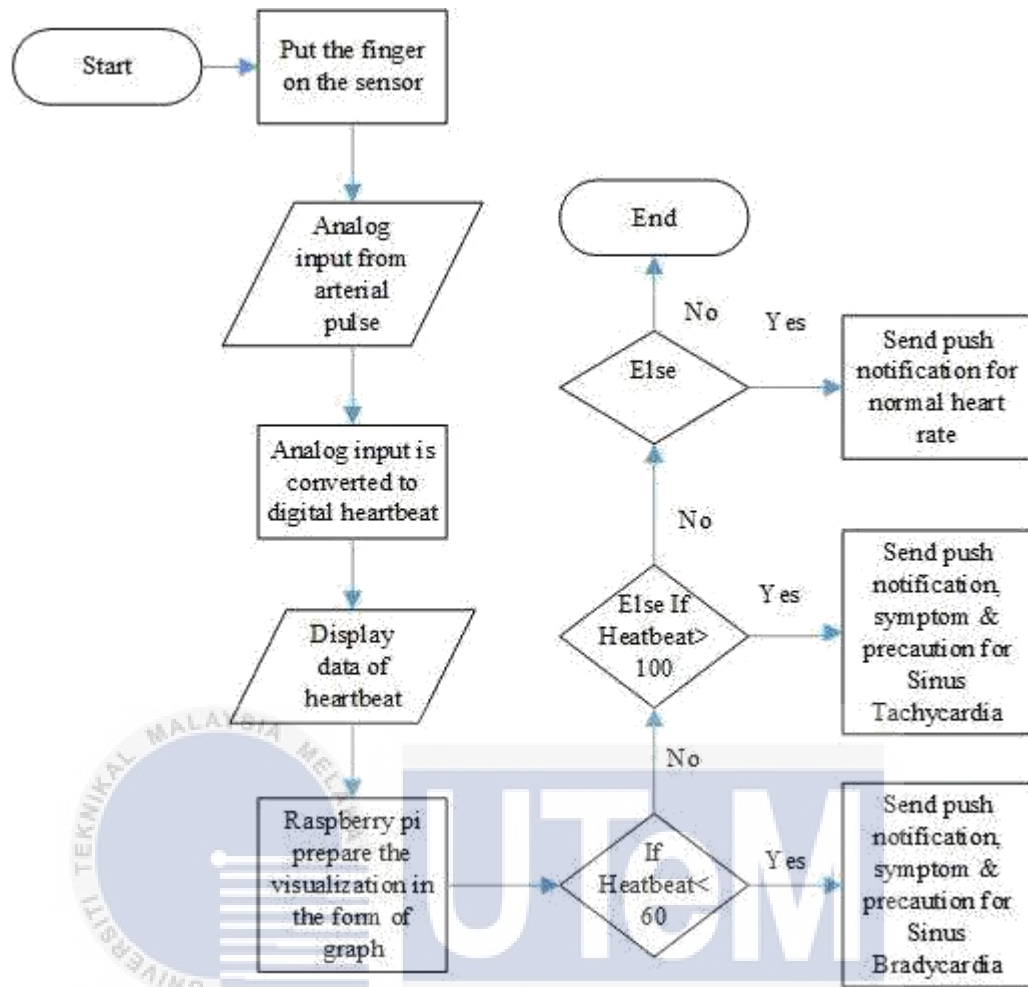 Start
Put the finger
on the sensor
Analog
input from
arterial
pulse
Analog input is
converted to
digital heartbeat
Display
data of
heartbeat
Raspberry pi
prepare the
visualization in
the form of
graph
If
Heatbeat<
60
Yes
Send push
notification,
symptom &
precaution for
Sinus
Bradycardia
No
Else If
Heatbeat>
100
Yes
Send push
notification,
symptom &
precaution for
Sinus
Tachycardia
No
Else
Yes
Send push
notification for
normal heart
rate
No
End
UNIVERSITI TEKNIKAL MALAYSIA
UTeM